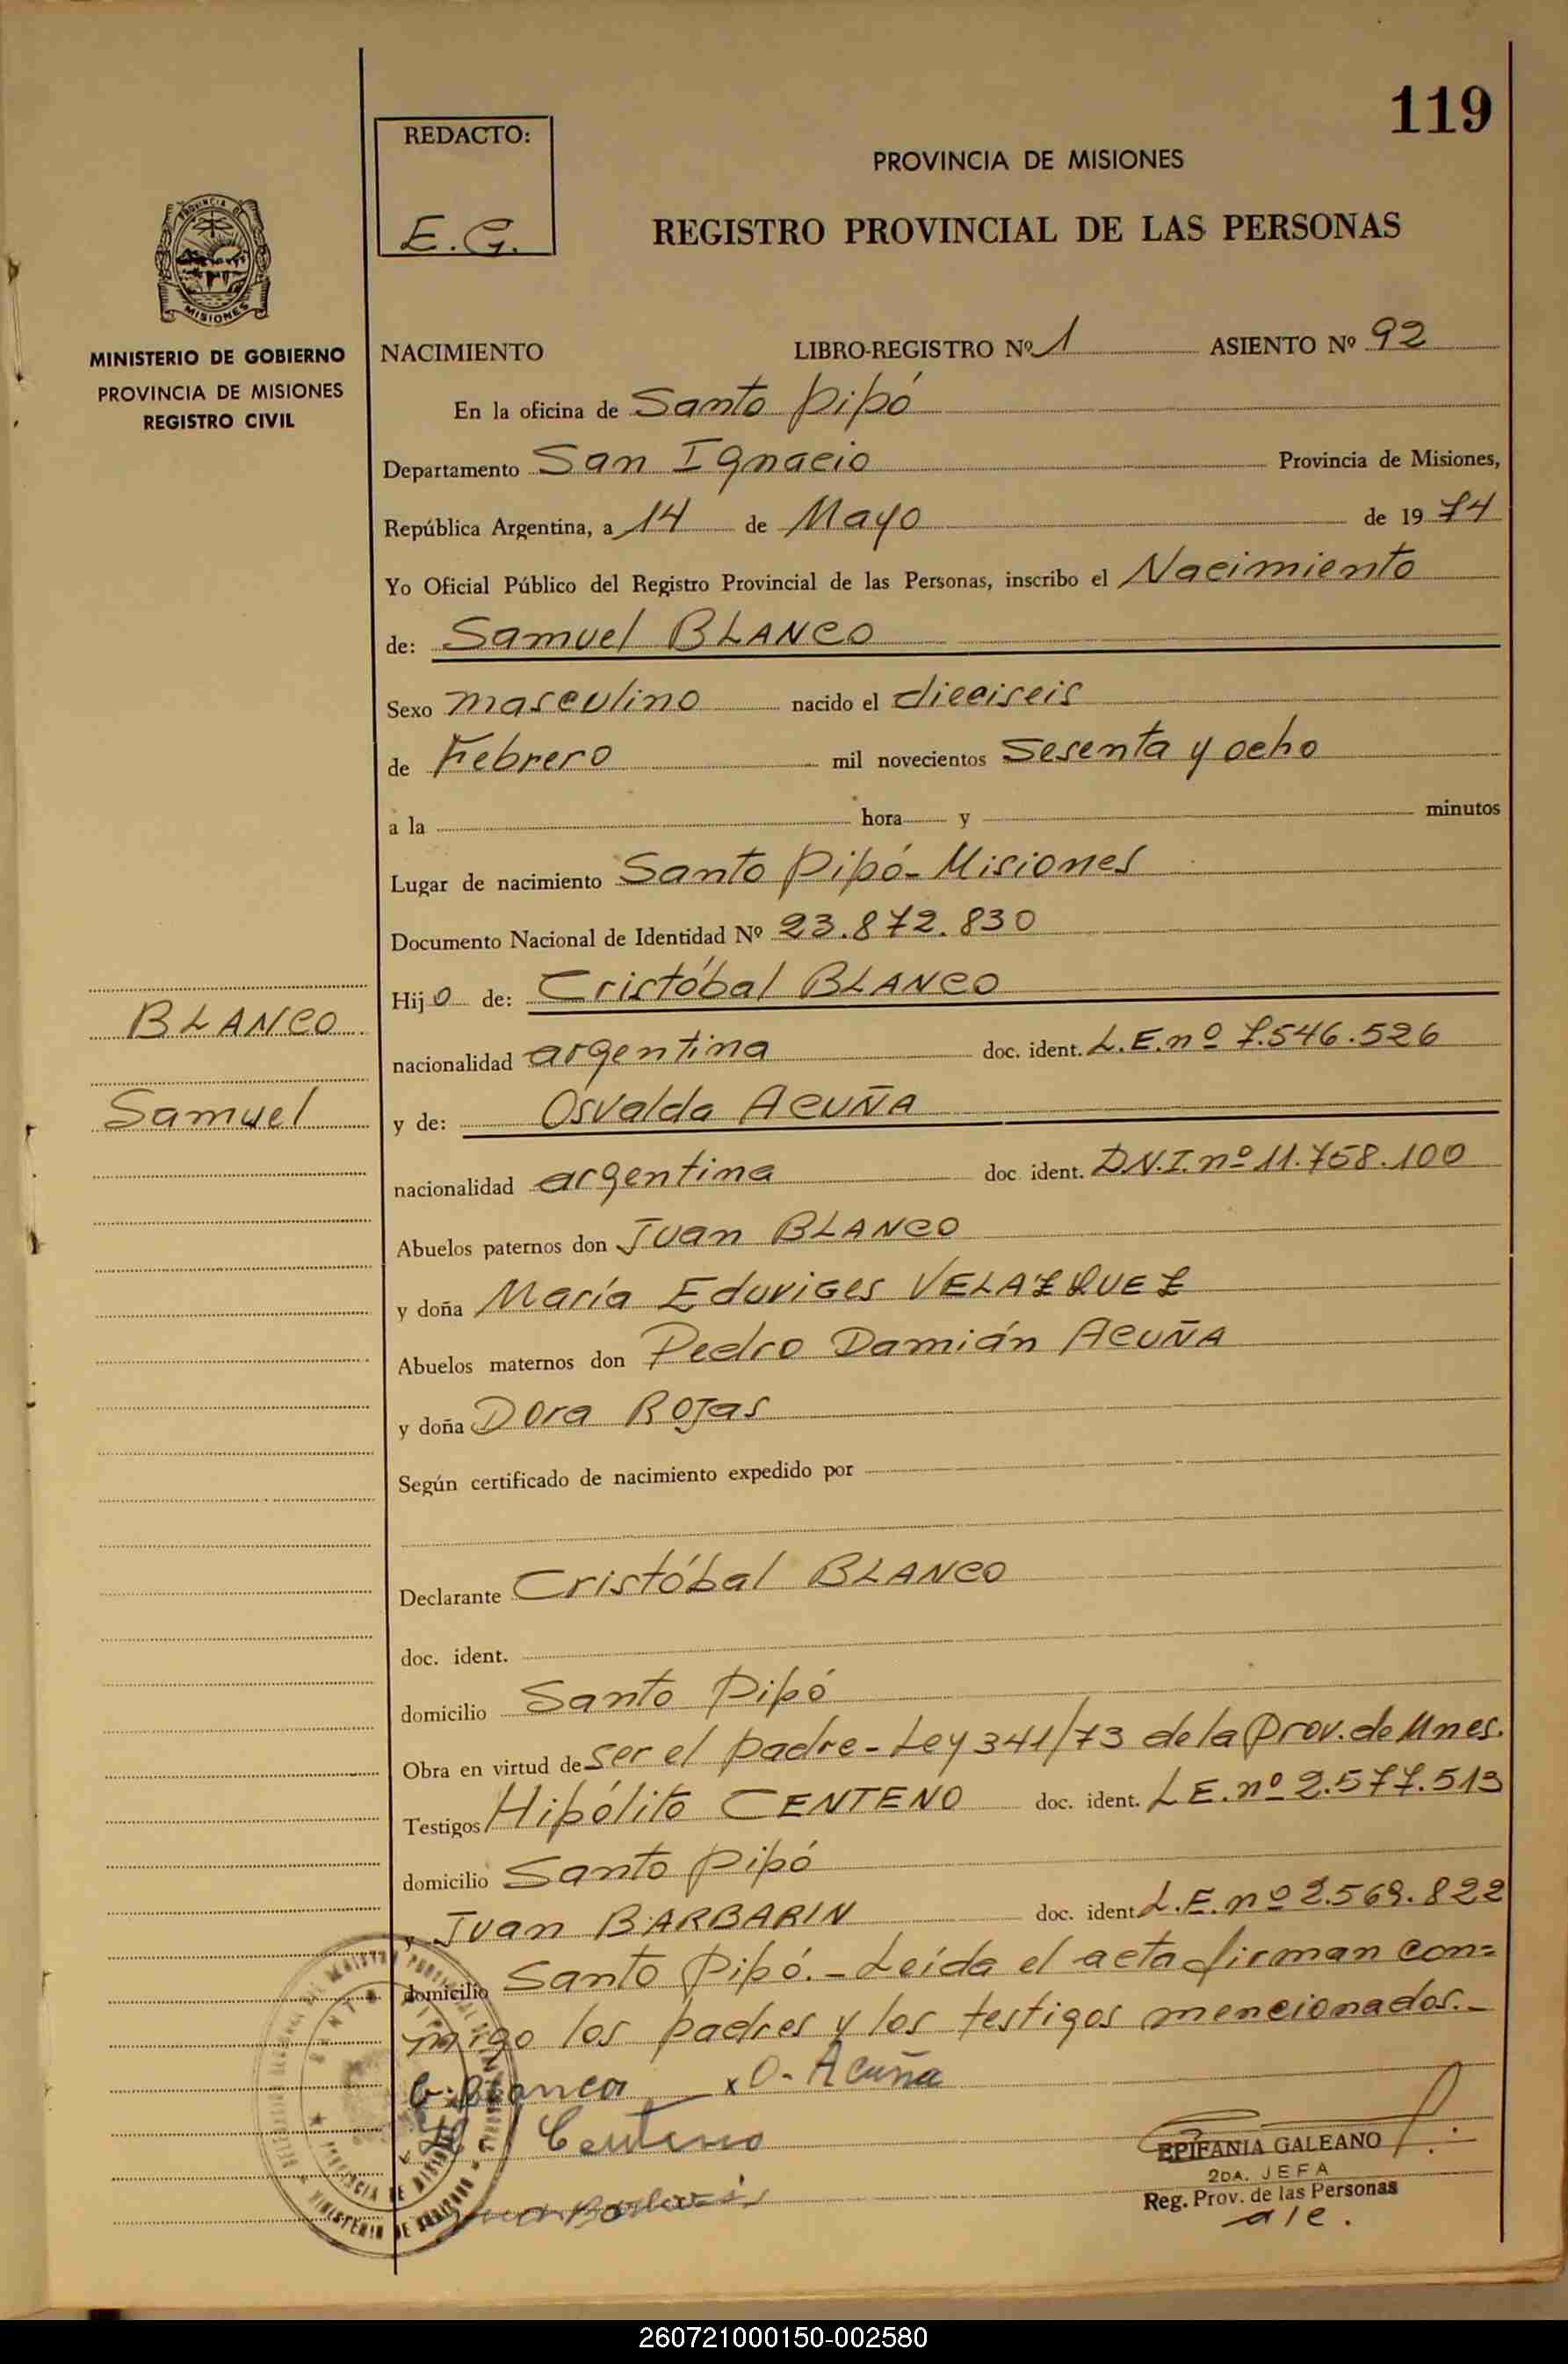 119
REDACTO:
E.G.
PROVINCIA DE MISIONES
REGISTRO PROVINCIAL DE LAS PERSONAS
MISIONES
MINISTERIO DE GOBIERNO
PROVINCIA DE MISIONES
REGISTRO CIVIL
NACIMIENTO LIBRO-REGISTRO Nº 1 ASIENTO Nº 92
En la oficina de Santo Pipó
Departamento San Ignacio Provincia de Misiones,
República Argentina, a 14 de Mayo de 1974
Yo Oficial Público del Registro Provincial de las Personas, inscribo el Nacimiento
de: Samuel BLANCO
Sexo masculino nacido el dieciseis
de Febrero mil novecientos sesenta y ocho
a la hora y minutos
Lugar de nacimiento Santo Pipó - Misiones
Documento Nacional de Identidad Nº 23.872.830
Hijo de: Cristóbal BLANCO
BLANCO
nacionalidad argentina doc. ident. L.E. nº 7.546.526
Samuel
y de: Osvalda ACUÑA
nacionalidad argentina doc. ident. D.N.I. nº 11.758.100
Abuelos paternos don Juan BLANCO
y doña María Eduviges VELAZQUEZ
Abuelos maternos don Pedro Damián ACUÑA
y doña Dora Rojas
Según certificado de nacimiento expedido por
Declarante Cristóbal BLANCO
doc. ident.
domicilio Santo Pipó
Obra en virtud de ser el padre - Ley 341/73 de la Prov. de Mnes.
Testigos Hipólito CENTENO doc. ident. L.E. nº 2.577.513
domicilio Santo Pipó
y Juan BARBARIN doc. ident. L.E. nº 2.569.822
domicilio Santo Pipó. - Leída el acta firman con=
migo los padres y los testigos mencionados. -
C. Blanco x O. Acuña
Centeno
EPIFANIA GALEANO
2DA. JEFA
Reg. Prov. de las Personas
a/c.
260721000150-002580